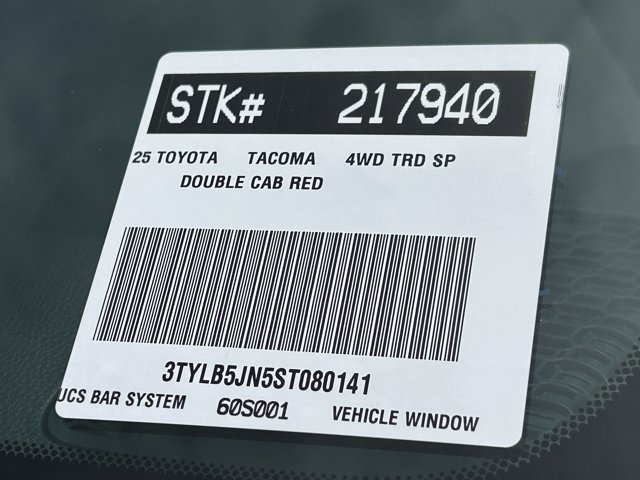 STK# 217940
25 TOYOTA TACOMA 4WD TRD SP
DOUBLE CAB RED
3TYLB5JN5ST080141
UCS BAR SYSTEM 60S001 VEHICLE WINDOW